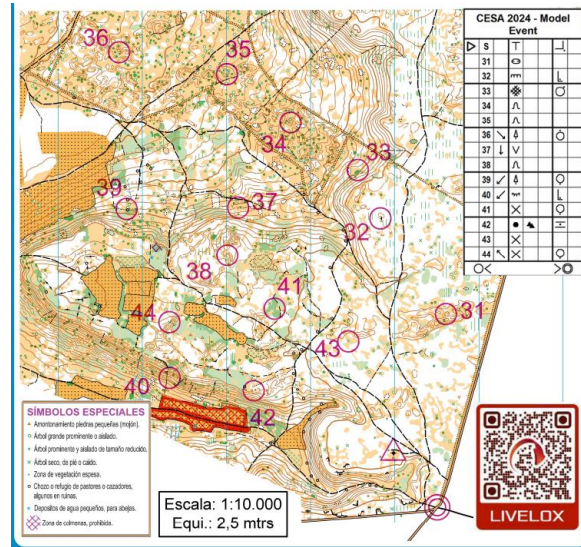 CESA 2024 - Model
Event
S
31
32
33
34
35
36
37
38
39
40
41
42
43
44
36
35
34
33
39
37
32
38
41
31
44
43
40
42
SÍMBOLOS ESPECIALES
Amontonamiento piedras pequeñas (mojón).
Árbol grande prominente o aislado.
Árbol prominente y aislado de tamaño reducido.
Árbol seco, de pie o caido.
Zona de vegetación espesa.
Chozo o refugio de pastores o cazadores,
algunos en ruinas.
Depositos de agua pequeños, para abejas.
Zona de colmenas, prohibida.
Escala: 1:10.000
Equi.: 2,5 mtrs
LIVELOX